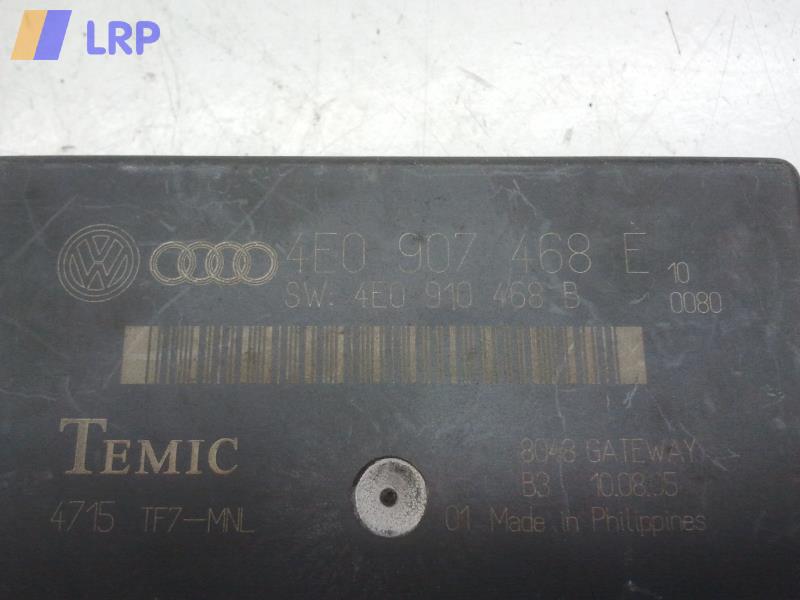 LRP
4E0 907 468 E 10
SW: 4E0 910 468 B 0080
TEMIC
8048 GATEWAY
B3 10.08.05
4715 TF7-MNL
01 Made in Philippines